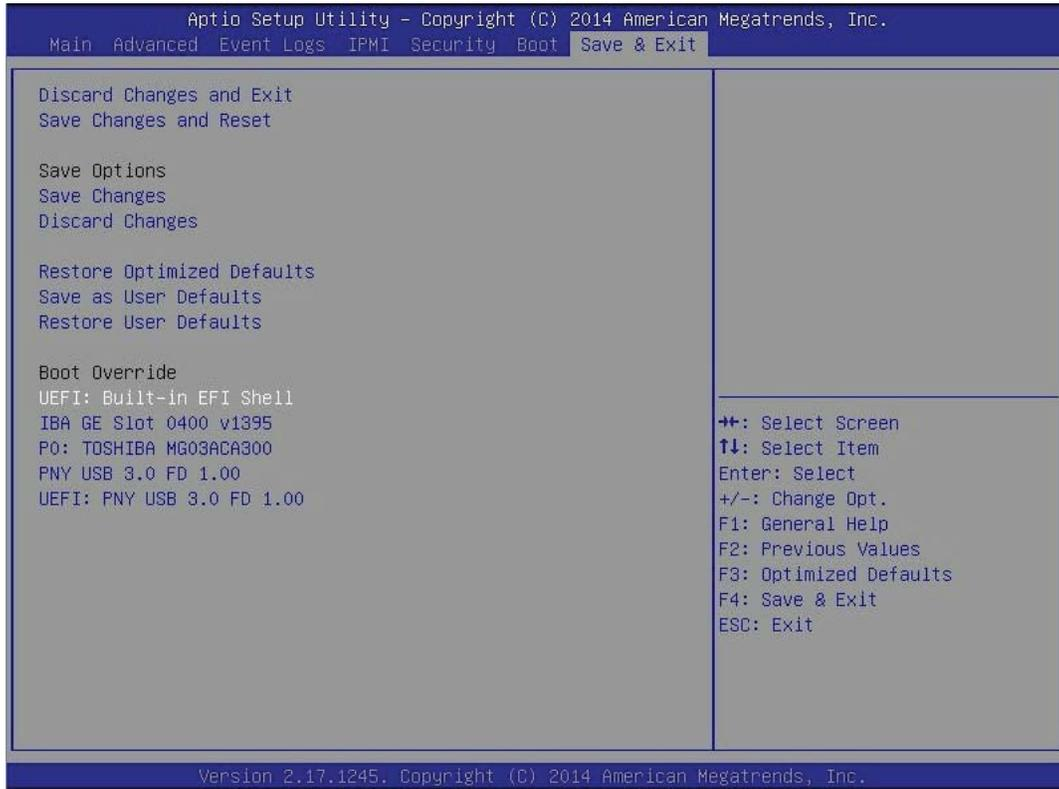 Aptio Setup Utility – Copyright (C) 2014 American Megatrends, Inc.
Main Advanced Event Logs IPMI Security Boot Save & Exit
Discard Changes and Exit
Save Changes and Reset
Save Options
Save Changes
Discard Changes
Restore Optimized Defaults
Save as User Defaults
Restore User Defaults
Boot Override
UEFI: Built-in EFI Shell
IBA GE Slot 0400 v1395
P0: TOSHIBA MG03ACA300
PNY USB 3.0 FD 1.00
UEFI: PNY USB 3.0 FD 1.00
→←: Select Screen
↑↓: Select Item
Enter: Select
+/-: Change Opt.
F1: General Help
F2: Previous Values
F3: Optimized Defaults
F4: Save & Exit
ESC: Exit
Version 2.17.1245. Copyright (C) 2014 American Megatrends, Inc.